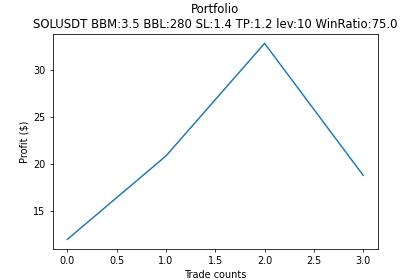 Portfolio
SOLUSDT BBM:3.5 BBL:280 SL:1.4 TP:1.2 lev:10 WinRatio:75.0
30
25
20
15
Profit ($)
0.0 0.5 1.0 1.5 2.0 2.5 3.0
Trade counts